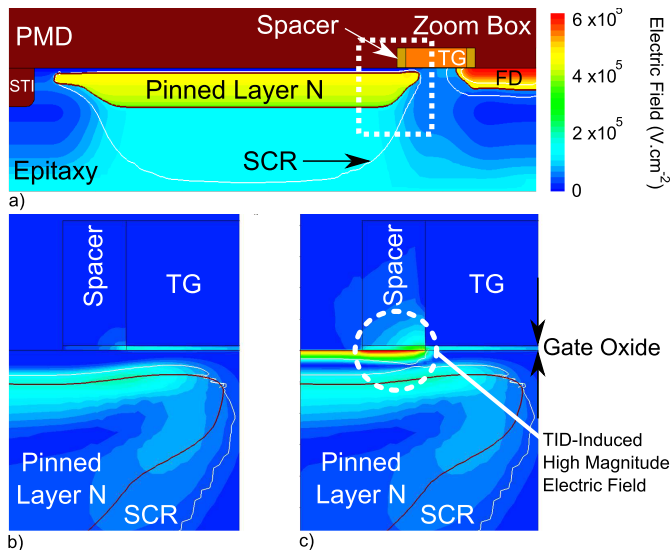 PMD
Spacer
Zoom Box
TG
STI
Pinned Layer N
FD
SCR
Epitaxy
a)
6 x10⁵
4 x10⁵
2 x10⁵
0
Electric Field (V.cm⁻²)
b)
Spacer
TG
Pinned
Layer N
SCR
c)
Spacer
TG
Gate Oxide
TID-Induced
High Magnitude
Electric Field
Pinned
Layer N
SCR